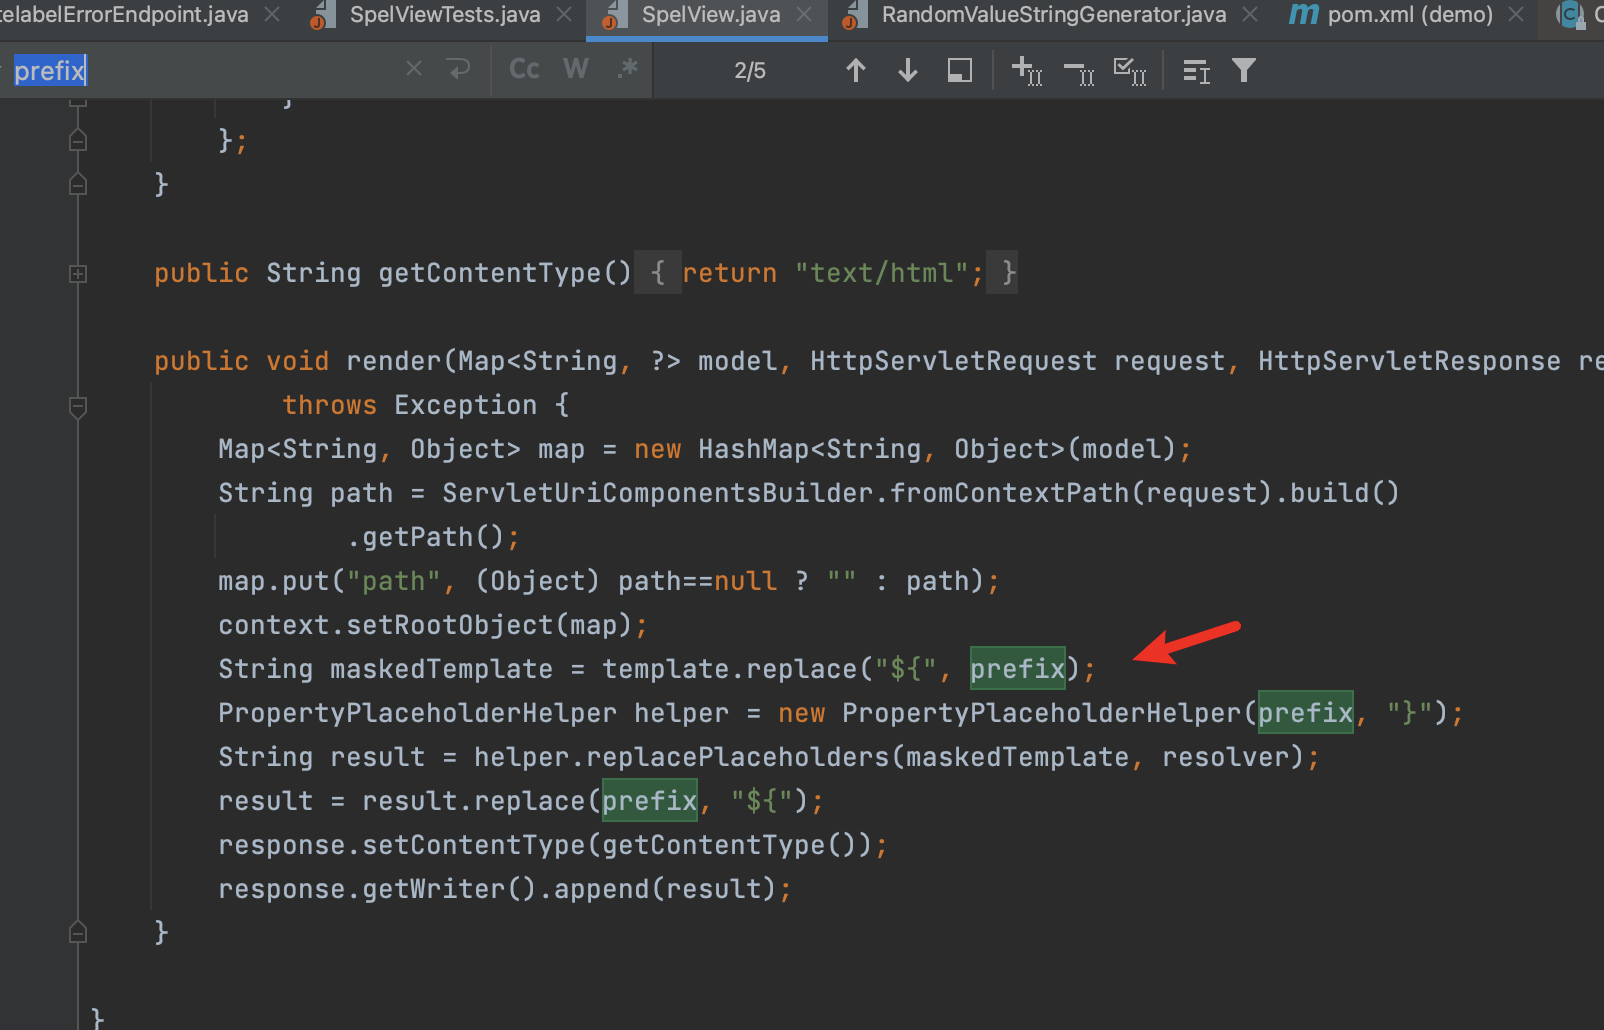 elabelErrorEndpoint.java SpelViewTests.java SpelView.java RandomValueStringGenerator.java m pom.xml (demo) C
prefix Cc W .* 2/5
}
};
}
public String getContentType() { return "text/html"; }
public void render(Map<String, ?> model, HttpServletRequest request, HttpServletResponse re
throws Exception {
Map<String, Object> map = new HashMap<String, Object>(model);
String path = ServletUriComponentsBuilder.fromContextPath(request).build()
.getPath();
map.put("path", (Object) path==null ? "" : path);
context.setRootObject(map);
String maskedTemplate = template.replace("${", prefix);
PropertyPlaceholderHelper helper = new PropertyPlaceholderHelper(prefix, "}");
String result = helper.replacePlaceholders(maskedTemplate, resolver);
result = result.replace(prefix, "${");
response.setContentType(getContentType());
response.getWriter().append(result);
}
}